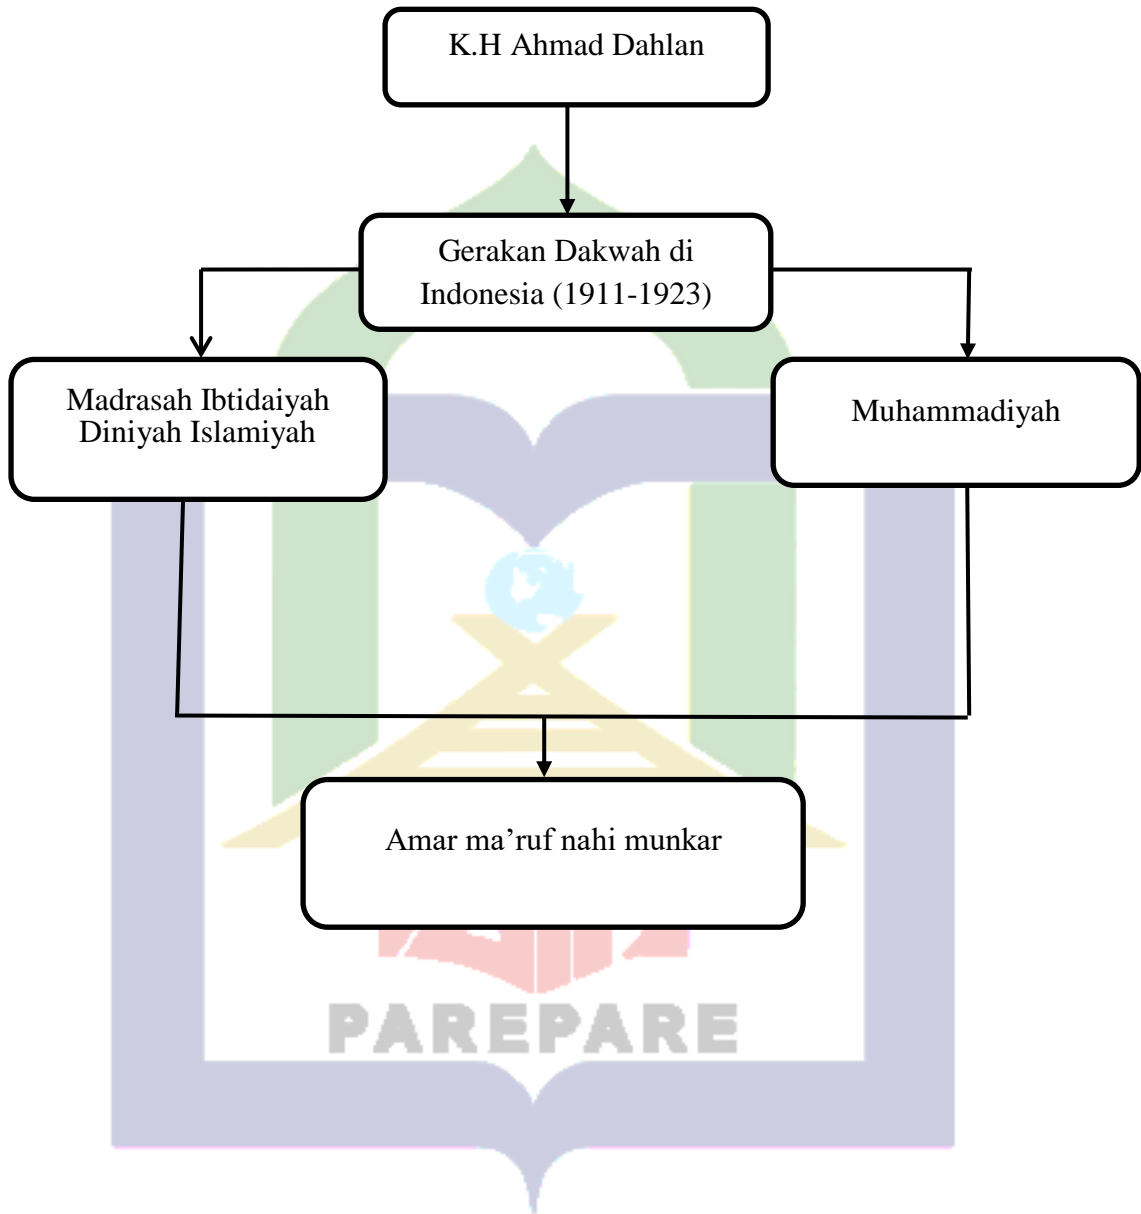 K.H Ahmad Dahlan
Gerakan Dakwah di
Indonesia (1911-1923)
Madrasah Ibtidaiyah
Diniyah Islamiyah
Muhammadiyah
Amar ma’ruf nahi munkar
PAREPARE